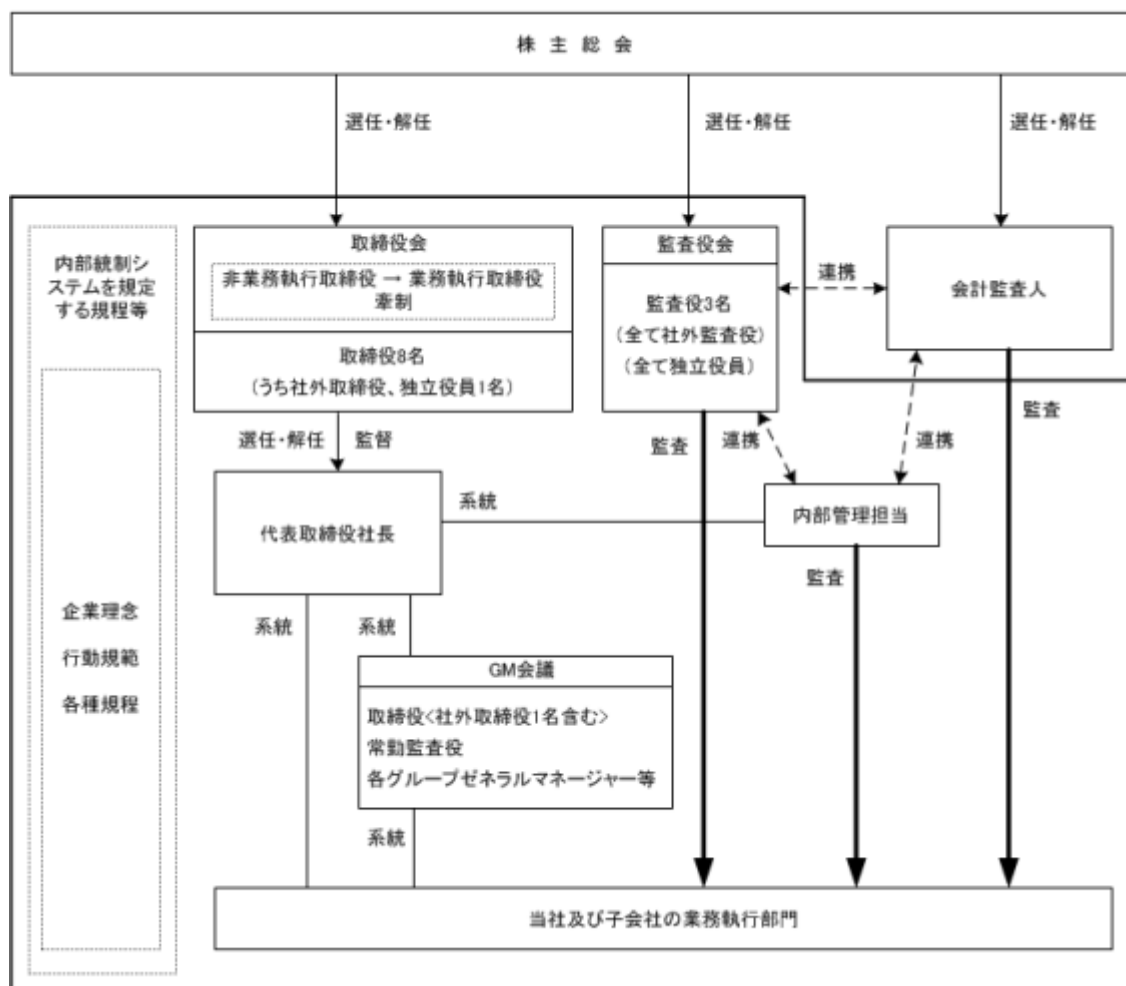 株 主 総 会
選任・解任
選任・解任
選任・解任
内部統制シ
ステムを規定
する規程等
企業理念
行動規範
各種規程
取締役会
非業務執行取締役 → 業務執行取締役
牽制
取締役8名
(うち社外取締役、独立役員1名)
監査役会
監査役3名
(全て社外監査役)
(全て独立役員)
連携
会計監査人
選任・解任
監督
監査
連携
連携
監査
代表取締役社長
系統
内部管理担当
監査
系統
系統
GM会議
取締役<社外取締役1名含む>
常勤監査役
各グループゼネラルマネージャー等
系統
当社及び子会社の業務執行部門